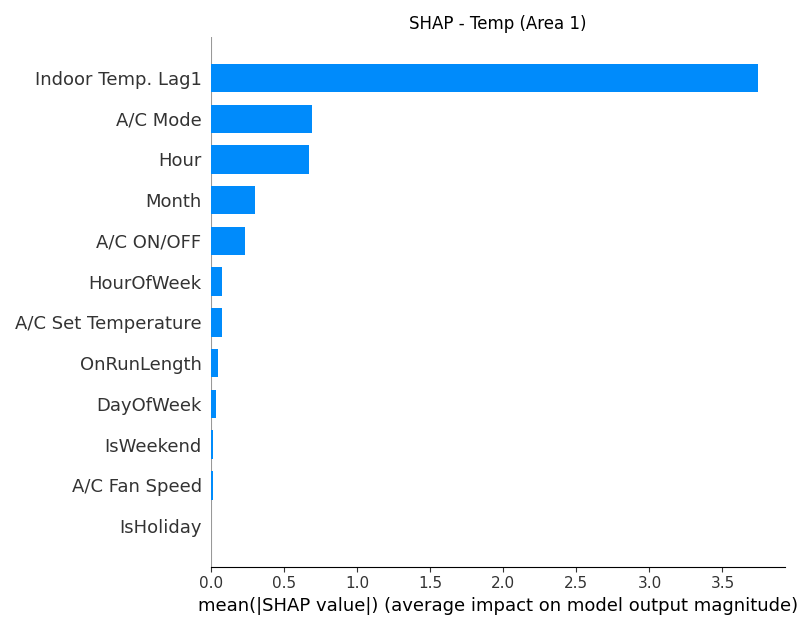 SHAP - Temp (Area 1)
Indoor Temp. Lag1
A/C Mode
Hour
Month
A/C ON/OFF
HourOfWeek
A/C Set Temperature
OnRunLength
DayOfWeek
IsWeekend
A/C Fan Speed
IsHoliday
0.0 0.5 1.0 1.5 2.0 2.5 3.0 3.5
mean(|SHAP value|) (average impact on model output magnitude)